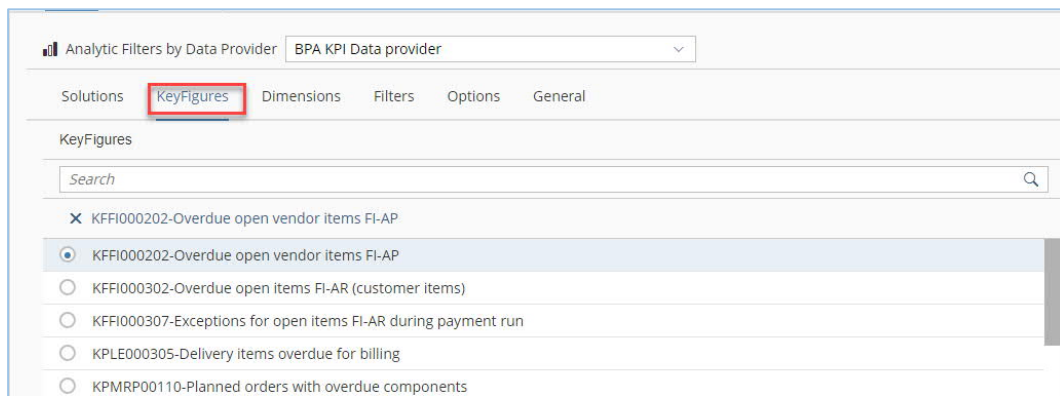 Analytic Filters by Data Provider BPA KPI Data provider
Solutions KeyFigures Dimensions Filters Options General
KeyFigures
Search
KFFI000202-Overdue open vendor items FI-AP
KFFI000202-Overdue open vendor items FI-AP
KFFI000302-Overdue open items FI-AR (customer items)
KFFI000307-Exceptions for open items FI-AR during payment run
KPLE000305-Delivery items overdue for billing
KPMRP00110-Planned orders with overdue components